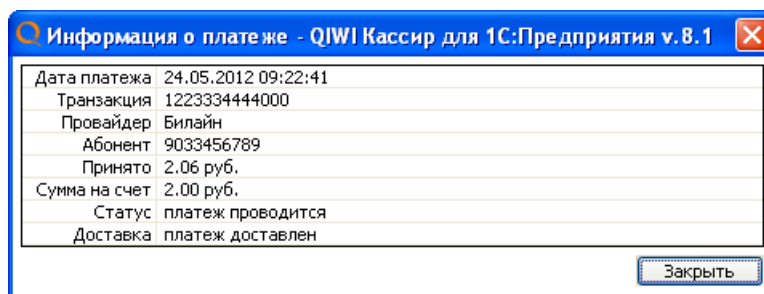 Информация о платеже - QIWI Кассир для 1С:Предприятия v.8.1
Дата платежа 24.05.2012 09:22:41
Транзакция 1223334444000
Провайдер Билайн
Абонент 9033456789
Принято 2.06 руб.
Сумма на счет 2.00 руб.
Статус платеж проводится
Доставка платеж доставлен
Закрыть